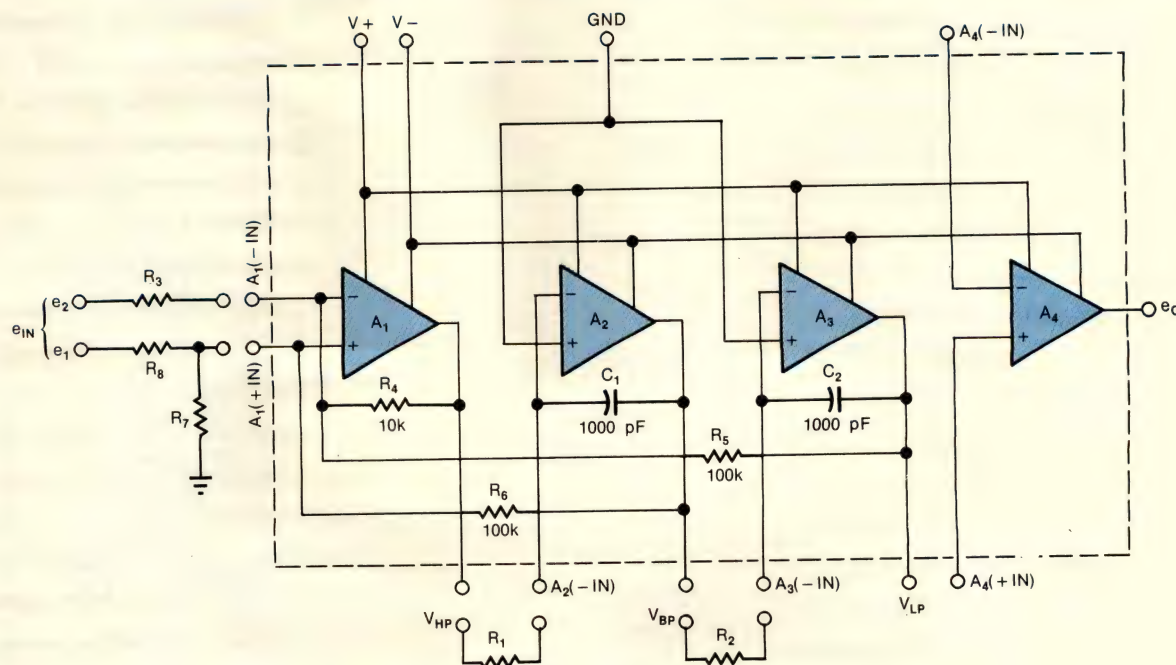 V+
V−
GND
A4(−IN)
A1(−IN)
R3
e2
eIN
e1
R8
R7
A1(+IN)
−
+
A1
−
+
A2
−
+
A3
−
+
A4
R4
10k
C1
1000 pF
C2
1000 pF
R5
100k
R6
100k
A2(−IN)
A3(−IN)
A4(+IN)
VHP
R1
VBP
R2
VLP